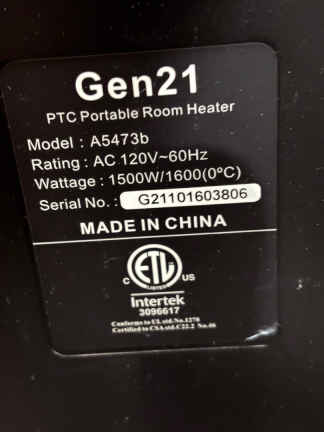 Gen21
PTC Portable Room Heater
Model : A5473b
Rating : AC 120V~60Hz
Wattage : 1500W/1600(0ºC)
Serial No. : G21101603806
MADE IN CHINA
ETL
C LISTED US
Intertek
3096617
Conforms to UL std.No.1278
Certified to CSA std.C22.2 No.46